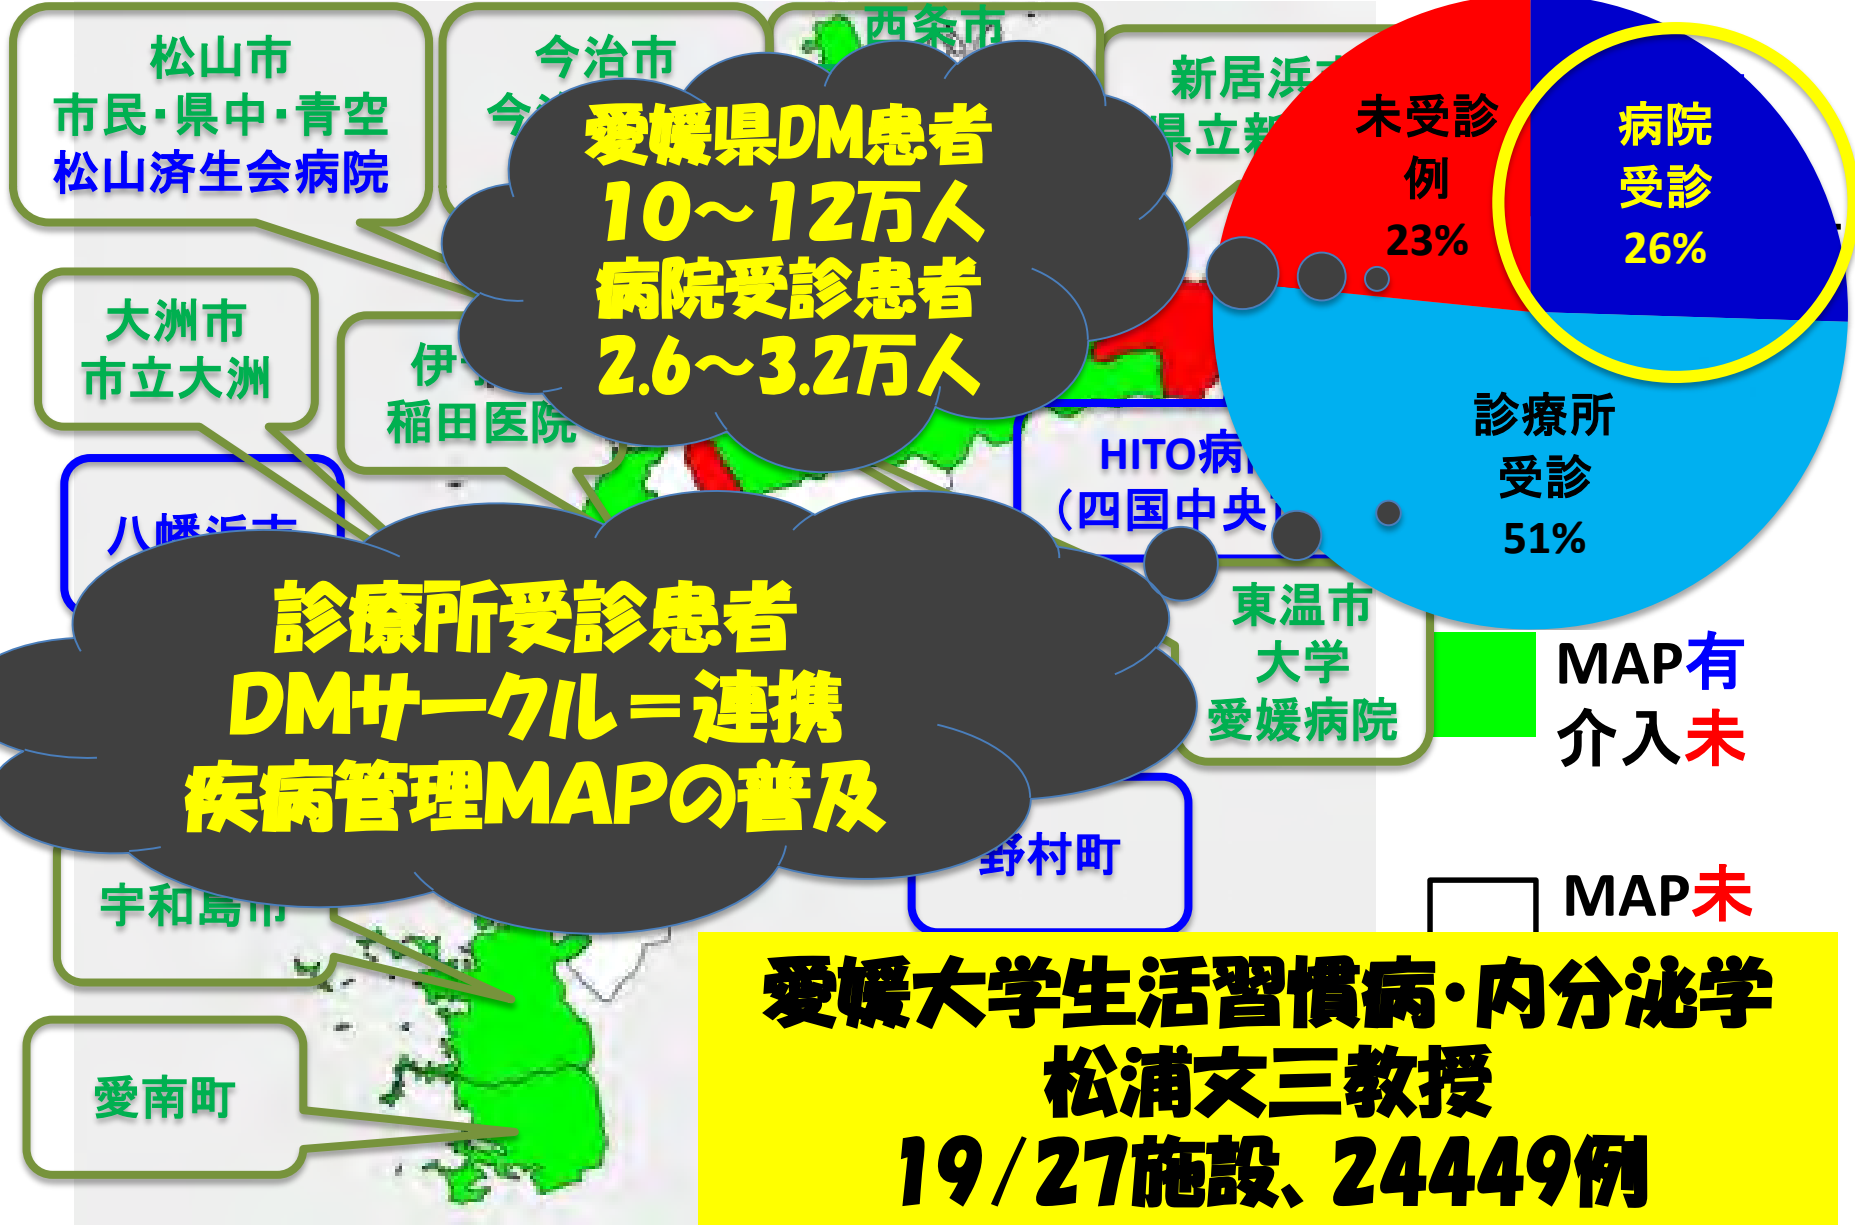 松山市
市民・県中・青空
松山済生会病院
今治市
西条市
新居浜
県立新
愛媛県DM患者
10～12万人
病院受診患者
2.6～3.2万人
未受診
例
23%
病院
受診
26%
診療所
受診
51%
大洲市
市立大洲
稲田医院
HITO病
（四国中央
八幡浜市
診療所受診患者
DMサークル＝連携
疾病管理MAPの普及
東温市
大学
愛媛病院
MAP有
介入未
野村町
宇和島市
MAP未
愛南町
愛媛大学生活習慣病・内分泌学
松浦文三教授
19/27施設、24449例